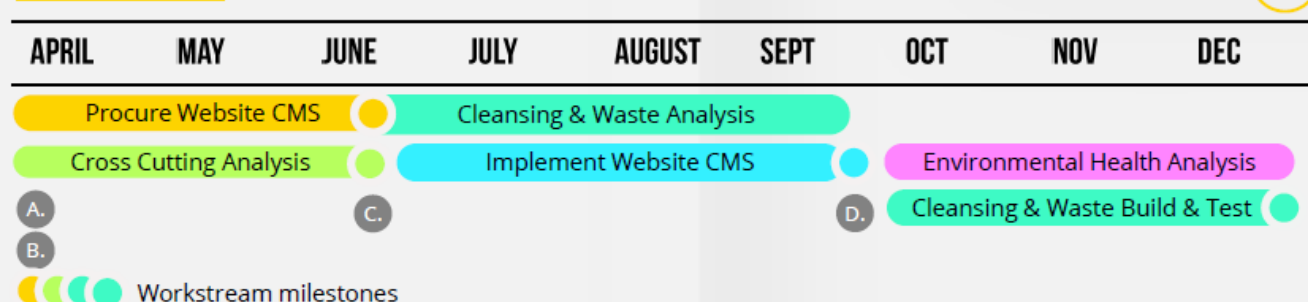 APRIL MAY JUNE JULY AUGUST SEPT OCT NOV DEC
Procure Website CMS Cleansing & Waste Analysis
Cross Cutting Analysis Implement Website CMS Environmental Health Analysis
A. C. D. Cleansing & Waste Build & Test
B.
Workstream milestones